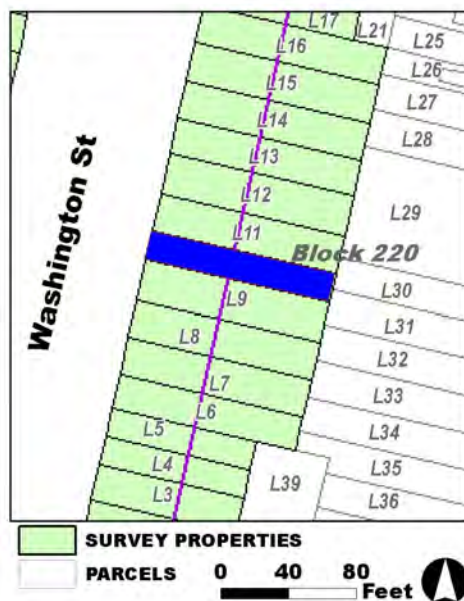 L17
L21
L25
L16
L26
L15
L27
L14
L28
L13
L12
L29
L11
Washington St
Block 220
L30
L9
L31
L8
L32
L7
L33
L6
L5
L34
L4
L35
L3
L39
L36
SURVEY PROPERTIES
PARCELS
0 40 80
Feet